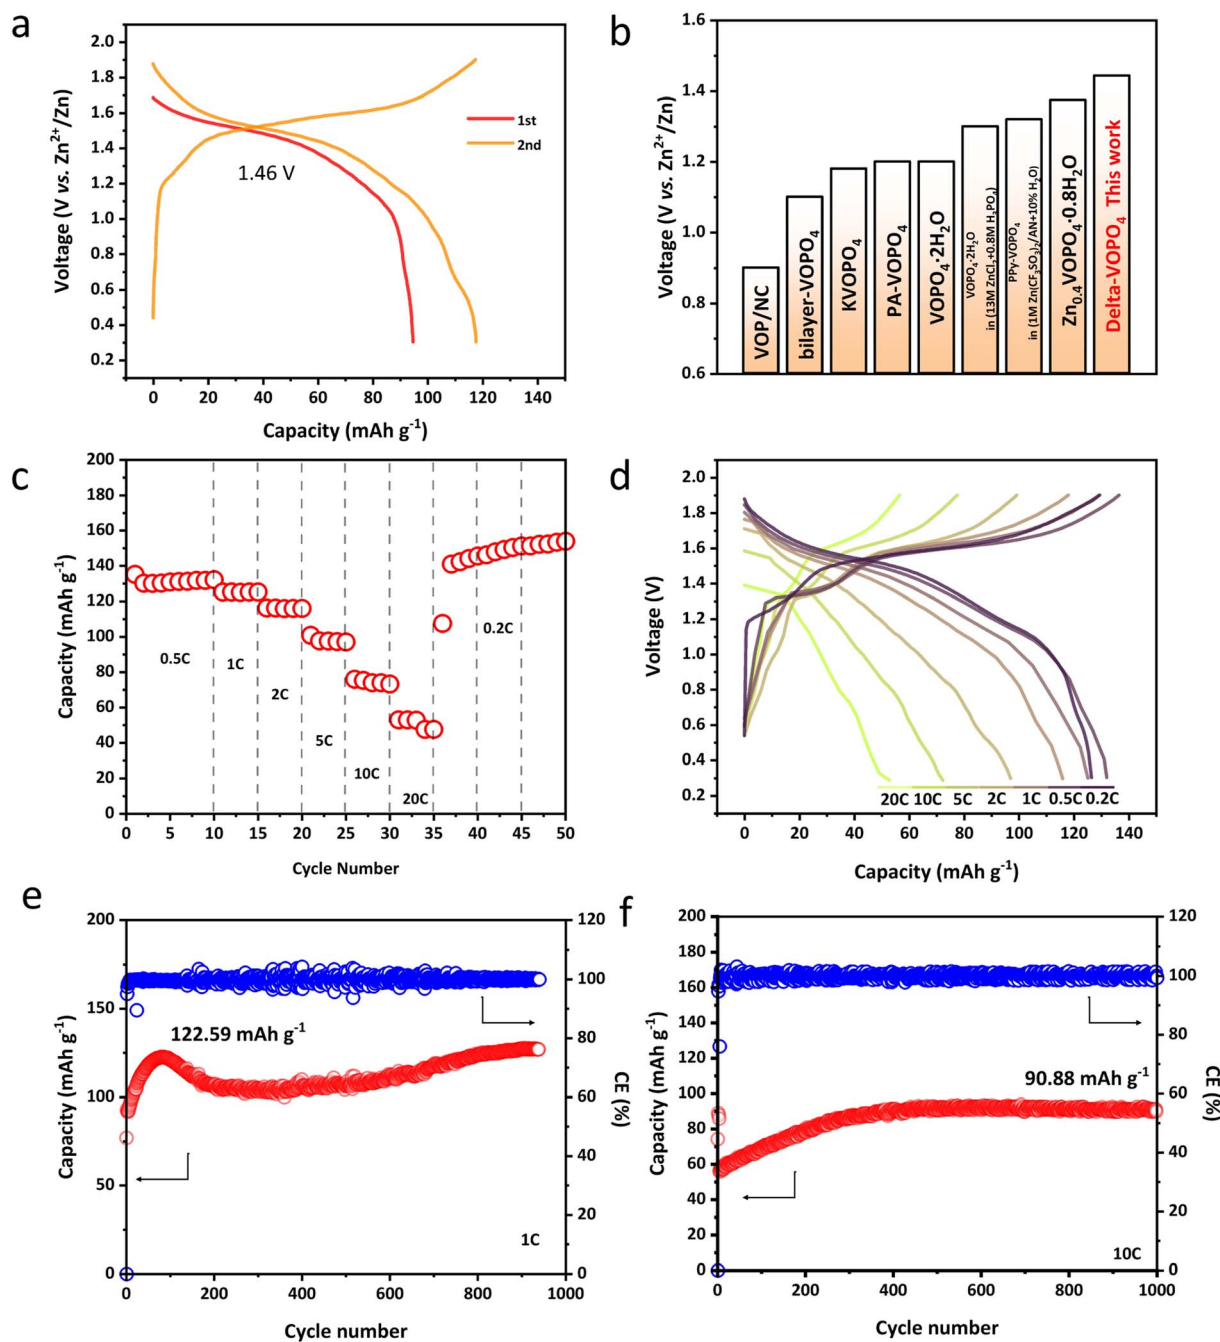 a
Voltage (V vs. Zn²⁺/Zn)
2.0
1.8
1.6
1.4
1.2
1.0
0.8
0.6
0.4
0.2
1st
2nd
1.46 V
0 20 40 60 80 100 120 140
Capacity (mAh g⁻¹)
b
Voltage (V vs. Zn²⁺/Zn)
1.6
1.4
1.2
1.0
0.8
0.6
VOP/NC
bilayer-VOPO₄
KVOPO₄
PA-VOPO₄
VOPO₄·2H₂O
VOPO₄·2H₂O
in (13M ZnCl₂+0.8M H₃PO₄)
PPy-VOPO₄
in (1M Zn(CF₃SO₃)₂/AN+10% H₂O)
Zn₀.₄VOPO₄·0.8H₂O
Delta-VOPO₄ This work
c
Capacity (mAh g⁻¹)
200
180
160
140
120
100
80
60
40
20
0
0.5C
1C
2C
5C
10C
20C
0.2C
0 5 10 15 20 25 30 35 40 45 50
Cycle Number
d
Voltage (V)
2.1
1.8
1.5
1.2
0.9
0.6
0.3
20C 10C 5C 2C 1C 0.5C 0.2C
0 20 40 60 80 100 120 140
Capacity (mAh g⁻¹)
e
Capacity (mAh g⁻¹)
200
150
100
50
0
122.59 mAh g⁻¹
1C
120
100
80
60
40
20
0
CE (%)
0 200 400 600 800 1000
Cycle number
f
Capacity (mAh g⁻¹)
200
180
160
140
120
100
80
60
40
20
0
90.88 mAh g⁻¹
10C
120
100
80
60
40
20
0
CE (%)
0 200 400 600 800 1000
Cycle number